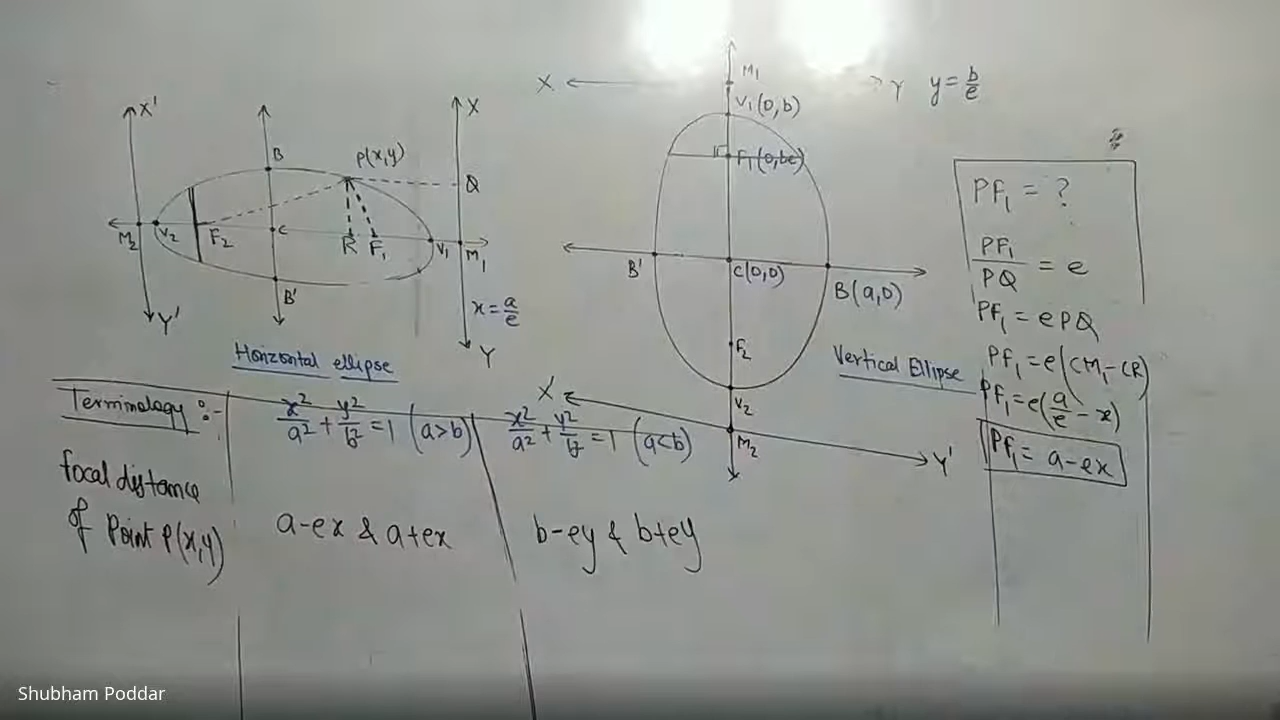 X'
X
B
P(x,y)
Q
M₂
V₂
F₂
C
R
F₁
V₁
M₁
B'
x = a/e
Y'
Y
Horizontal ellipse
X
M₁
Y
y = b/e
V₁(0,b)
F₁(0,be)
B'
C(0,0)
B(a,0)
F₂
Vertical Ellipse
V₂
X'
M₂
Y'
PF₁ = ?
PF₁/PQ = e
PF₁ = e PQ
PF₁ = e(CM₁ - CR)
PF₁ = e(a/e - x)
PF₁ = a - ex
Terminology :-
x²/a² + y²/b² = 1 (a>b)
x²/a² + y²/b² = 1 (a<b)
focal distance
of Point P(x,y)
a-ex & a+ex
b-ey & b+ey
Shubham Poddar